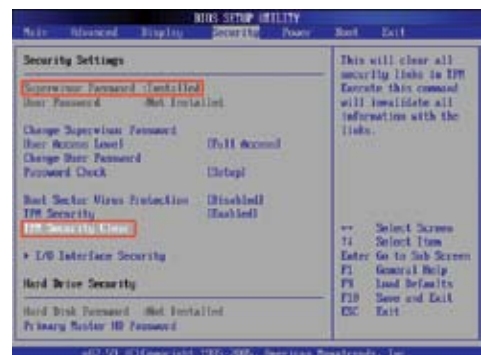 BIOS SETUP UTILITY
Main Advanced Display Security Power Boot Exit
Security Settings
Supervisor Password :Installed
User Password :Not Installed
Change Supervisor Password
User Access Level [Full Access]
Change User Password
Password Check [Setup]
Boot Sector Virus Protection [Disabled]
TPM Security [Enabled]
TPM Security Clear
▸ I/O Interface Security
Hard Drive Security
Hard Disk Password :Not Installed
Primary Master HD Password
This will clear all
security links in TPM
Execute this command
will invalidate all
information with the
links.
↔ Select Screen
↑↓ Select Item
Enter Go to Sub Screen
F1 General Help
F9 Load Defaults
F10 Save and Exit
ESC Exit
American Megatrends, Inc.